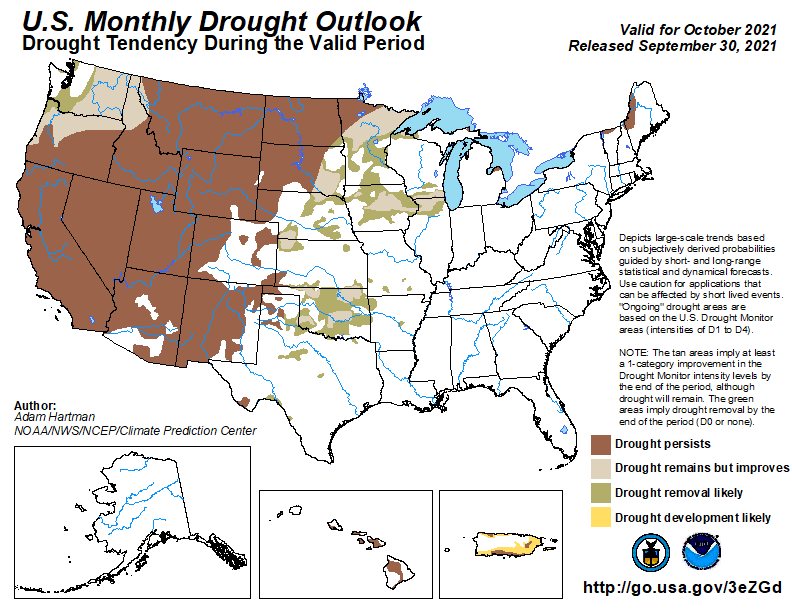 U.S. Monthly Drought Outlook
Drought Tendency During the Valid Period
Valid for October 2021
Released September 30, 2021
Depicts large-scale trends based
on subjectively derived probabilities
guided by short- and long-range
statistical and dynamical forecasts.
Use caution for applications that
can be affected by short lived events.
"Ongoing" drought areas are
based on the U.S. Drought Monitor
areas (intensities of D1 to D4).
NOTE: The tan areas imply at least
a 1-category improvement in the
Drought Monitor intensity levels by
the end of the period, although
drought will remain. The green
areas imply drought removal by the
end of the period (D0 or none).
Author:
Adam Hartman
NOAA/NWS/NCEP/Climate Prediction Center
Drought persists
Drought remains but improves
Drought removal likely
Drought development likely
http://go.usa.gov/3eZGd